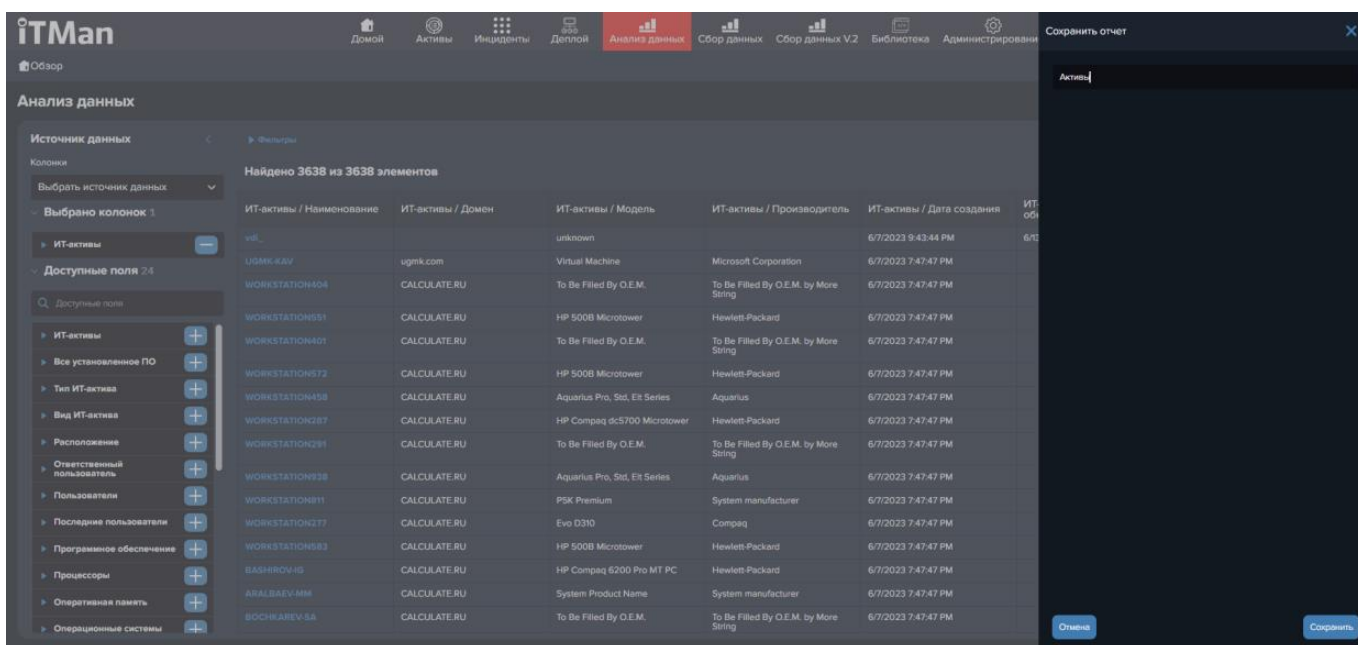 iTMan
Домой
Активы
Инциденты
Деплой
Анализ данных
Сбор данных
Сбор данных V.2
Библиотека
Администрировани
Сохранить отчет
Обзор
Активы
Анализ данных
Источник данных
Фильтры
Колонки
Найдено 3638 из 3638 элементов
Выбрать источник данных
Выбрано колонок 1
ИТ-активы / Наименование ИТ-активы / Домен ИТ-активы / Модель ИТ-активы / Производитель ИТ-активы / Дата создания
ИТ-активы
vdi_ unknown 6/7/2023 9:43:44 PM
Доступные поля 24
UGMK-KAV ugmk.com Virtual Machine Microsoft Corporation 6/7/2023 7:47:47 PM
WORKSTATION404 CALCULATE.RU To Be Filled By O.E.M. To Be Filled By O.E.M. by More String 6/7/2023 7:47:47 PM
Доступные поля
WORKSTATION551 CALCULATE.RU HP 500B Microtower Hewlett-Packard 6/7/2023 7:47:47 PM
ИТ-активы
WORKSTATION401 CALCULATE.RU To Be Filled By O.E.M. To Be Filled By O.E.M. by More String 6/7/2023 7:47:47 PM
Все установленное ПО
WORKSTATION572 CALCULATE.RU HP 500B Microtower Hewlett-Packard 6/7/2023 7:47:47 PM
Тип ИТ-актива
WORKSTATION458 CALCULATE.RU Aquarius Pro, Std, Elt Series Aquarius 6/7/2023 7:47:47 PM
Вид ИТ-актива
WORKSTATION287 CALCULATE.RU HP Compaq dc5700 Microtower Hewlett-Packard 6/7/2023 7:47:47 PM
Расположение
WORKSTATION291 CALCULATE.RU To Be Filled By O.E.M. To Be Filled By O.E.M. by More String 6/7/2023 7:47:47 PM
Ответственный пользователь
WORKSTATION938 CALCULATE.RU Aquarius Pro, Std, Elt Series Aquarius 6/7/2023 7:47:47 PM
Пользователи
WORKSTATION911 CALCULATE.RU P5K Premium System manufacturer 6/7/2023 7:47:47 PM
Последние пользователи
WORKSTATION277 CALCULATE.RU Evo D310 Compaq 6/7/2023 7:47:47 PM
Программное обеспечение
WORKSTATION583 CALCULATE.RU HP 500B Microtower Hewlett-Packard 6/7/2023 7:47:47 PM
Процессоры
BASHIROV-IG CALCULATE.RU HP Compaq 6200 Pro MT PC Hewlett-Packard 6/7/2023 7:47:47 PM
Оперативная память
ARALBAEV-MM CALCULATE.RU System Product Name System manufacturer 6/7/2023 7:47:47 PM
Операционные системы
BOCHKAREV-SA CALCULATE.RU To Be Filled By O.E.M. To Be Filled By O.E.M. by More String 6/7/2023 7:47:47 PM
Отмена
Сохранить